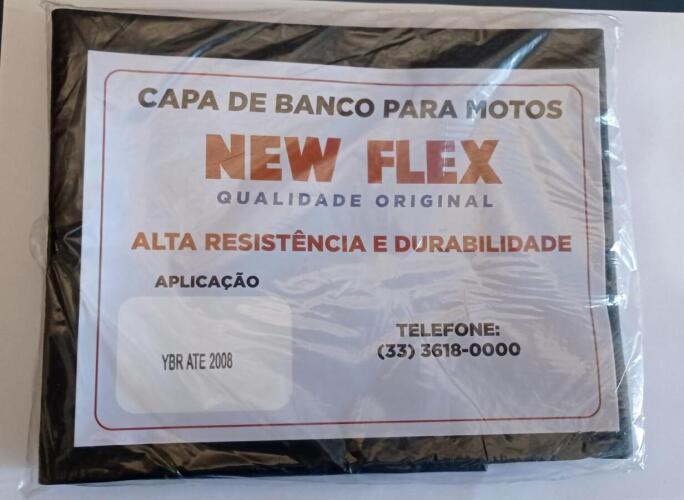 CAPA DE BANCO PARA MOTOS
NEW FLEX
QUALIDADE ORIGINAL
ALTA RESISTÊNCIA E DURABILIDADE
APLICAÇÃO
YBR ATE 2008
TELEFONE:
(33) 3618-0000